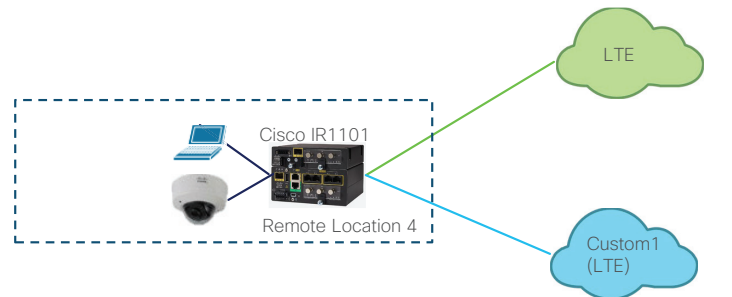 LTE
Cisco IR1101
Remote Location 4
Custom1
(LTE)